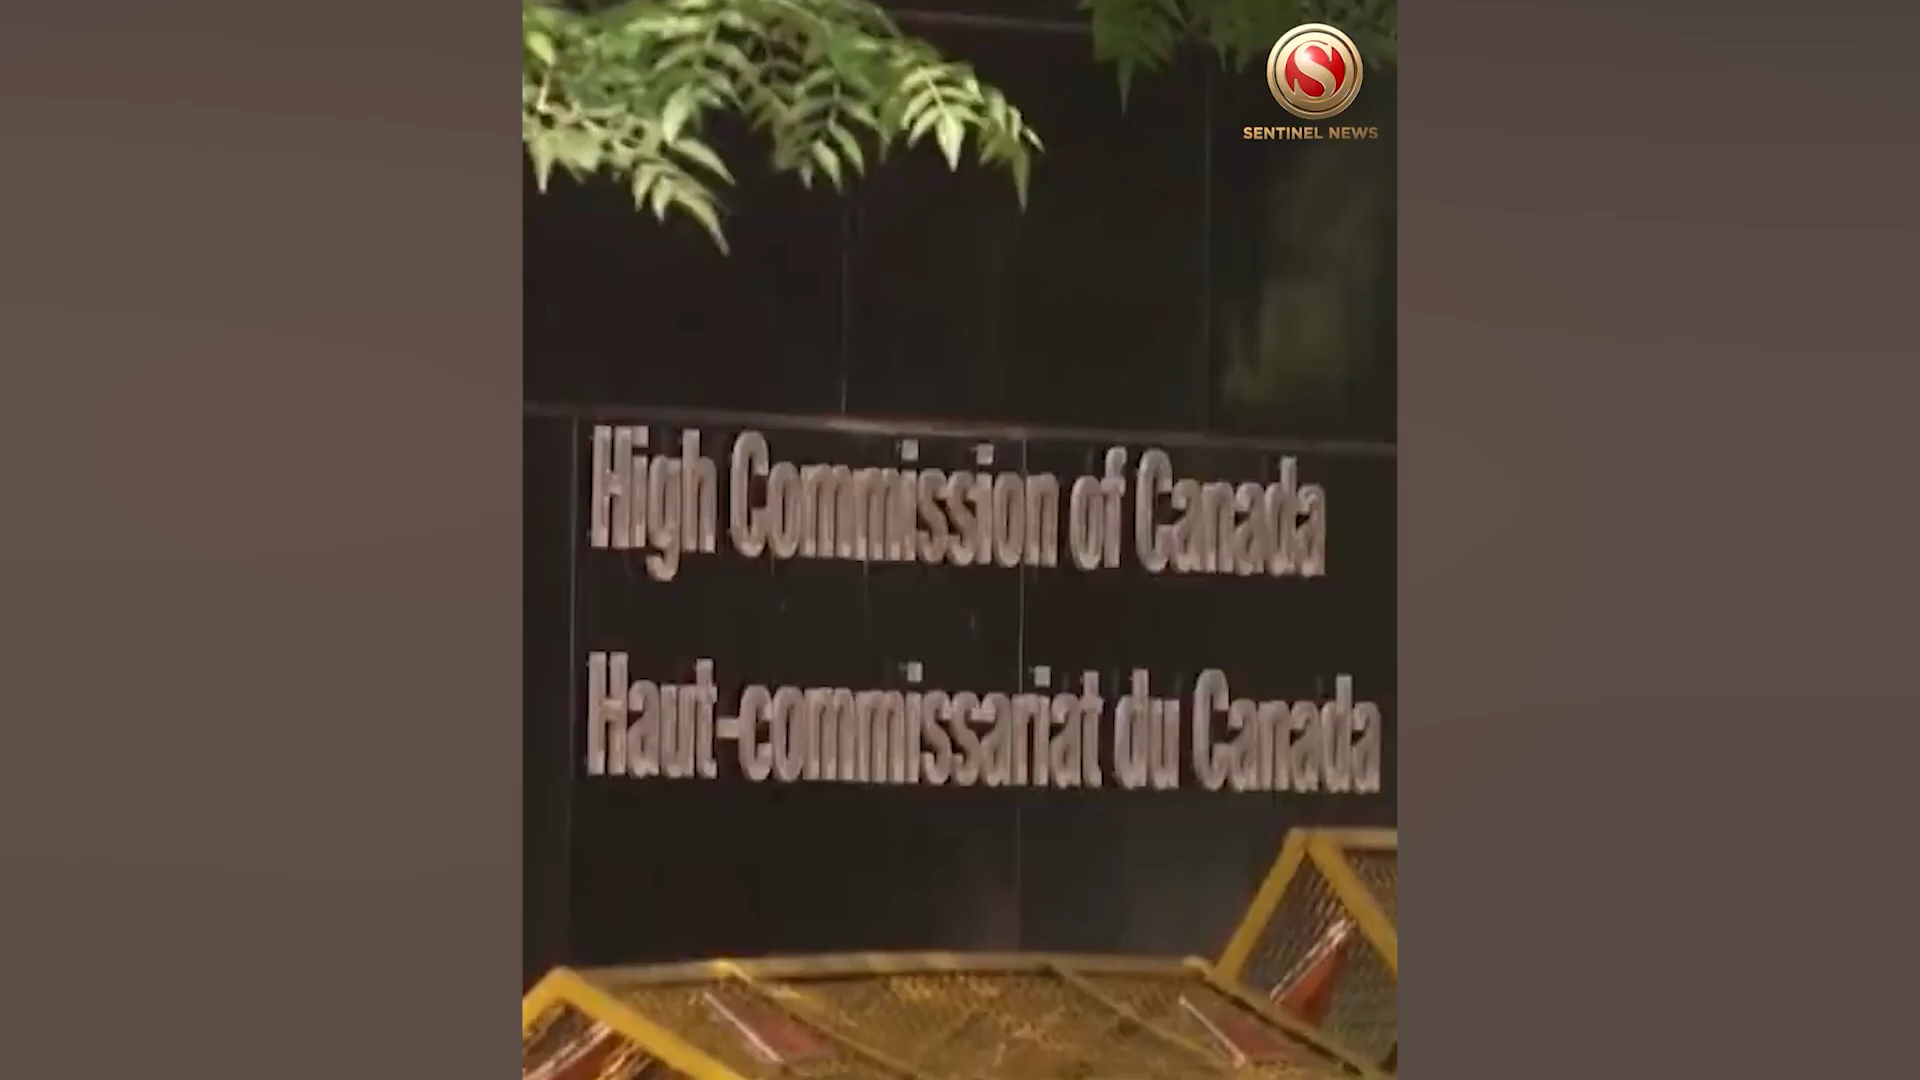 S
SENTINEL NEWS
High Commission of Canada
Haut-commissariat du Canada